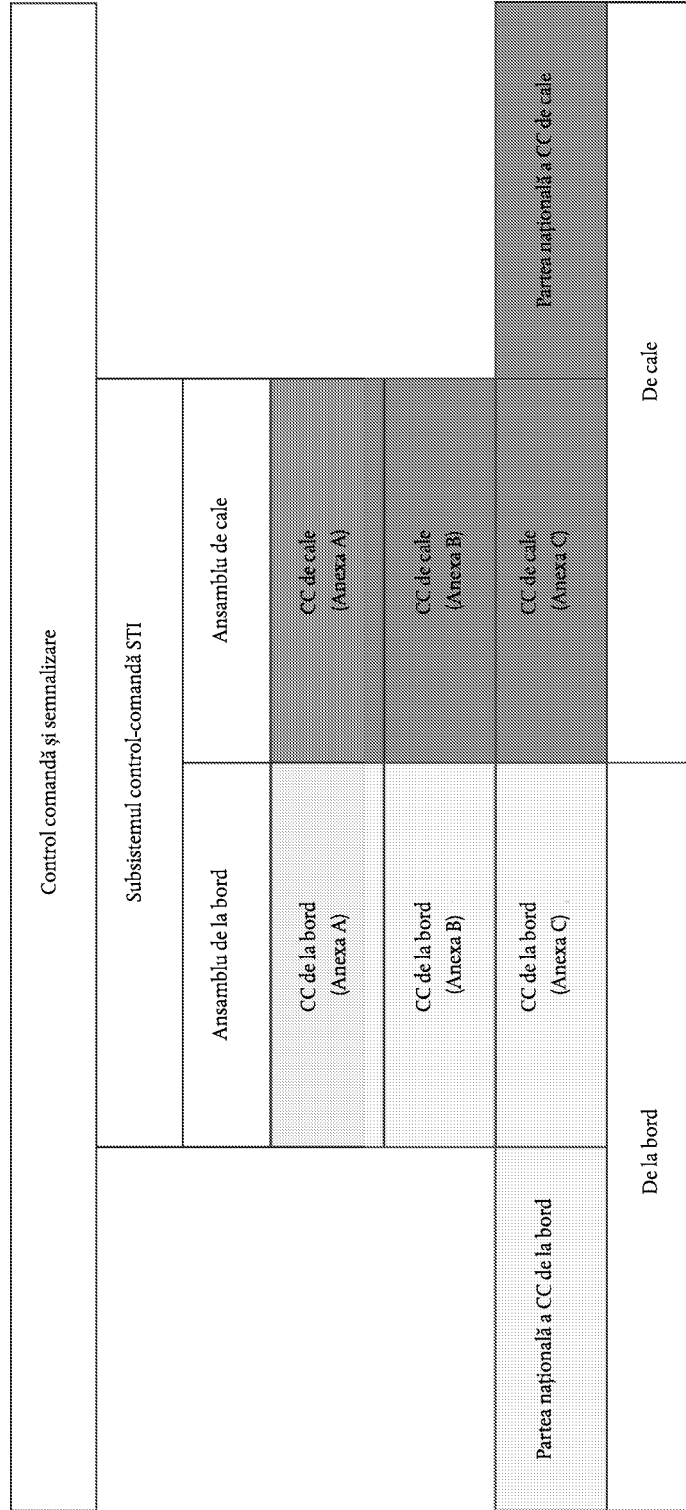 Control comandă și semnalizare
Subsistemul control-comandă STI
Ansamblu de la bord
Ansamblu de cale
CC de la bord
(Anexa A)
CC de cale
(Anexa A)
CC de la bord
(Anexa B)
CC de cale
(Anexa B)
Partea națională a CC de la bord
CC de la bord
(Anexa C)
CC de cale
(Anexa C)
Partea națională a CC de cale
De la bord
De cale